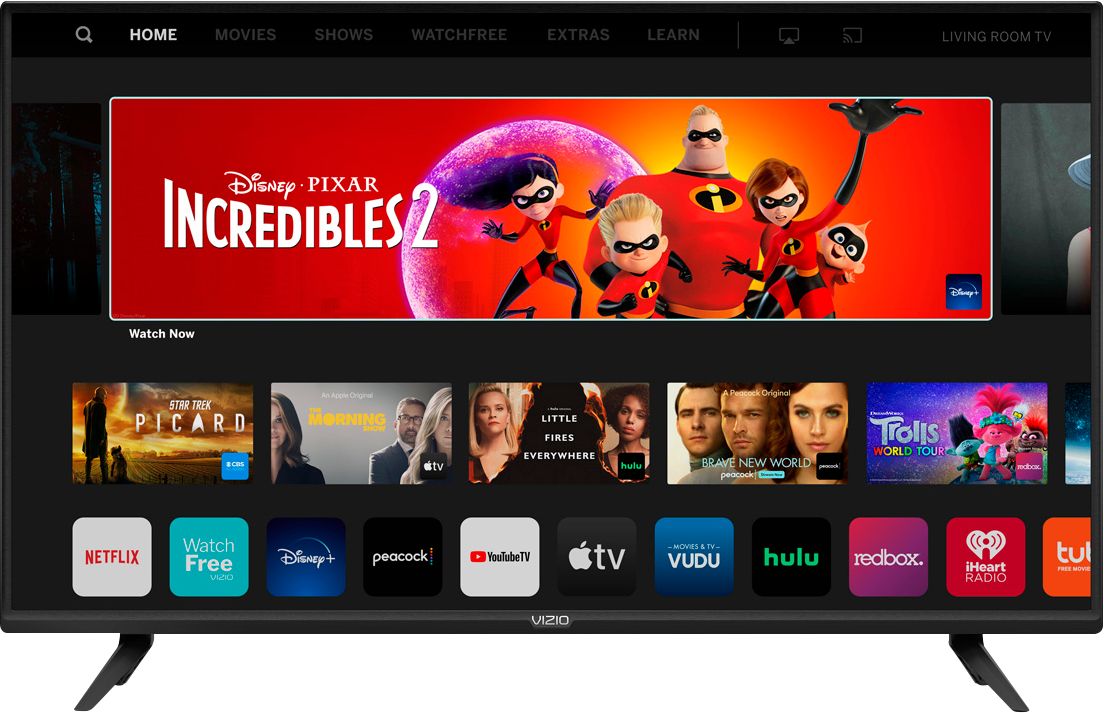 HOME MOVIES SHOWS WATCHFREE EXTRAS LEARN LIVING ROOM TV
Disney · PIXAR
INCREDIBLES 2
Disney+
Watch Now
STAR TREK
PICARD
CBS
An Apple Original
THE
MORNING
SHOW
tv
a hulu original
LITTLE
FIRES
EVERYWHERE
hulu
A Peacock Original
BRAVE NEW WORLD
peacock Stream Now
peacock
DREAMWORKS
Trolls
WORLD TOUR
redbox.
NETFLIX
Watch
Free
VIZIO
Disney+
peacock
YouTubeTV
tv
– MOVIES & TV –
VUDU
hulu
redbox.
iHeart
RADIO
tu
FREE MOVIE
VIZIO